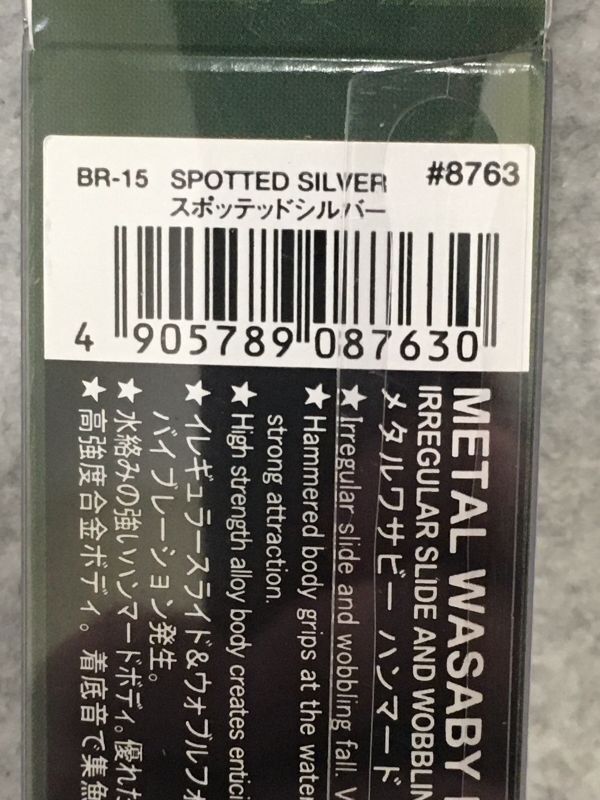 BR-15 SPOTTED SILVER #8763
スポッテッドシルバー
4 905789 087630
METAL WASABY
IRREGULAR SLIDE AND
メタルワサビー ハンマード
★ Irregular slide and wobbling fall.
★ Hammered body grips at the water
strong attraction.
★ High strength alloy body creates
★ イレギュラースライド&ウォブルフォ
バイブレーション発生。
★ 水絡みの強いハンマードボディ。優れた
★ 高強度合金ボディ。着底音で集魚